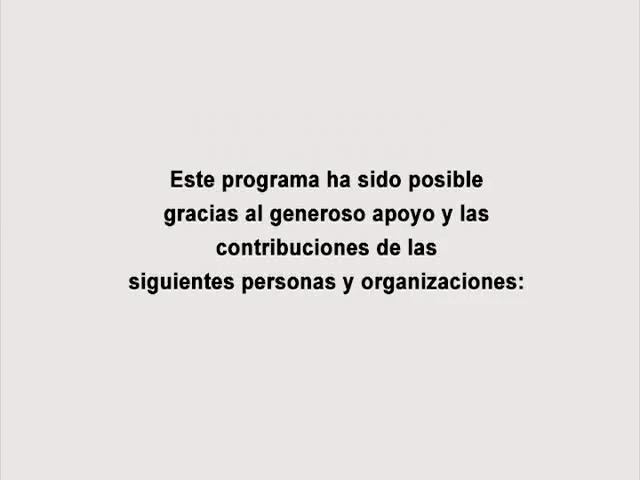 Este programa ha sido posible
gracias al generoso apoyo y las
contribuciones de las
siguientes personas y organizaciones: